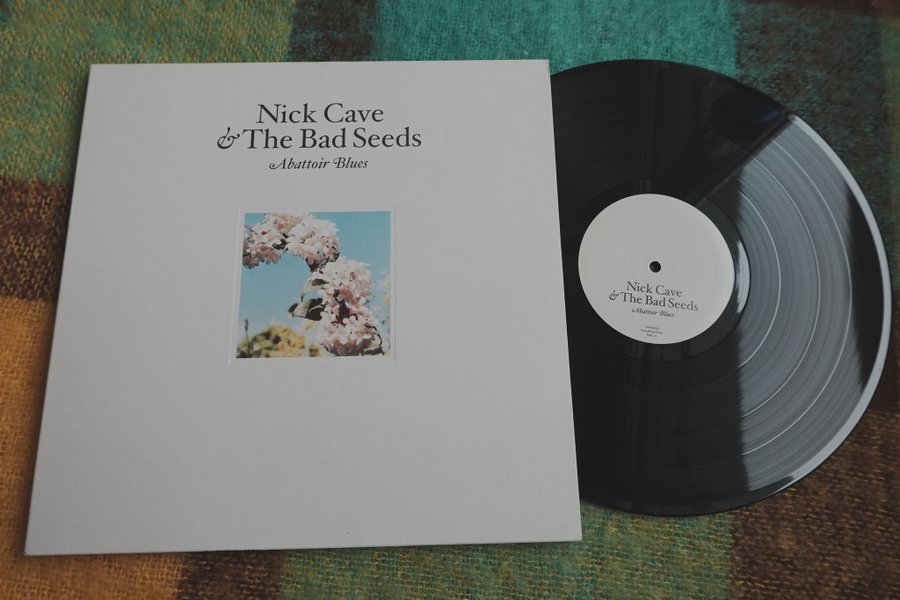 Nick Cave
& The Bad Seeds
Abattoir Blues
Nick Cave
& The Bad Seeds
Abattoir Blues